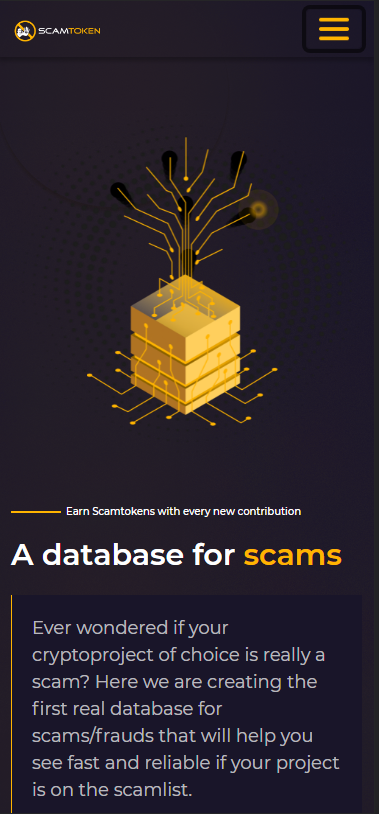 SCAMTOKEN
Earn Scamtokens with every new contribution
A database for scams
Ever wondered if your
cryptoproject of choice is really a
scam? Here we are creating the
first real database for
scams/frauds that will help you
see fast and reliable if your project
is on the scamlist.